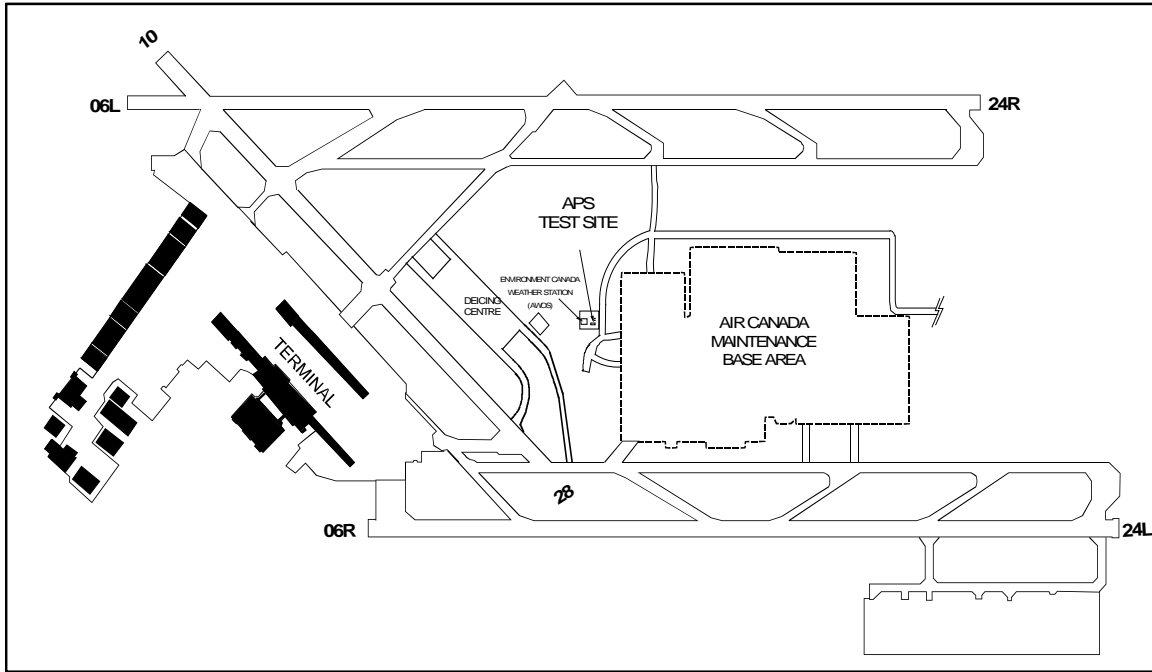 10
06L
24R
APS
TEST SITE
ENVIRONMENT CANADA
WEATHER STATION
(AWOS)
DEICING
CENTRE
AIR CANADA
MAINTENANCE
BASE AREA
TERMINAL
28
06R
24L